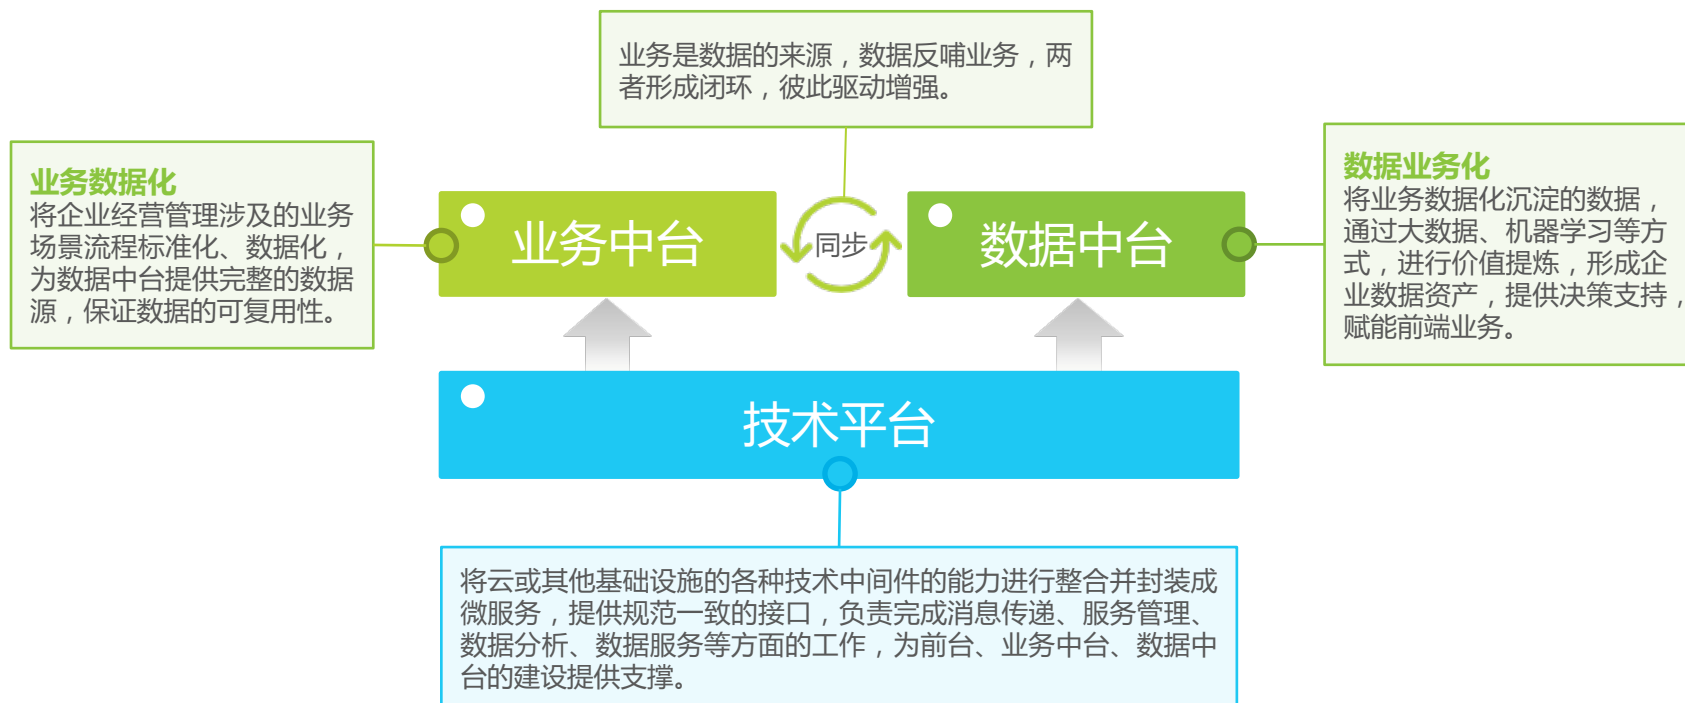 业务是数据的来源，数据反哺业务，两
者形成闭环，彼此驱动增强。
业务数据化
将企业经营管理涉及的业务
场景流程标准化、数据化，
为数据中台提供完整的数据
源，保证数据的可复用性。
业务中台
同步
数据中台
数据业务化
将业务数据化沉淀的数据，
通过大数据、机器学习等方
式，进行价值提炼，形成企
业数据资产，提供决策支持，
赋能前端业务。
技术平台
将云或其他基础设施的各种技术中间件的能力进行整合并封装成
微服务，提供规范一致的接口，负责完成消息传递、服务管理、
数据分析、数据服务等方面的工作，为前台、业务中台、数据中
台的建设提供支撑。